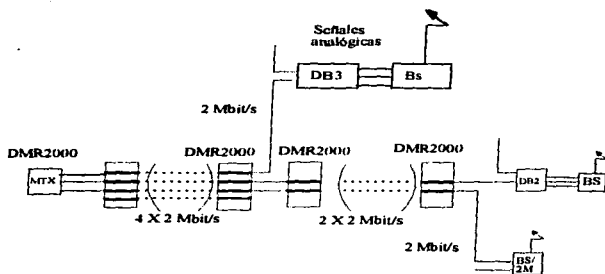 Señales
analógicas
DB3
Bs
2 Mbit/s
DMR2000
DMR2000
DMR2000
DMR2000
MTX
DB2
BS
4 X 2 Mbit/s
2 X 2 Mbit/s
2 Mbit/s
BS/
2M